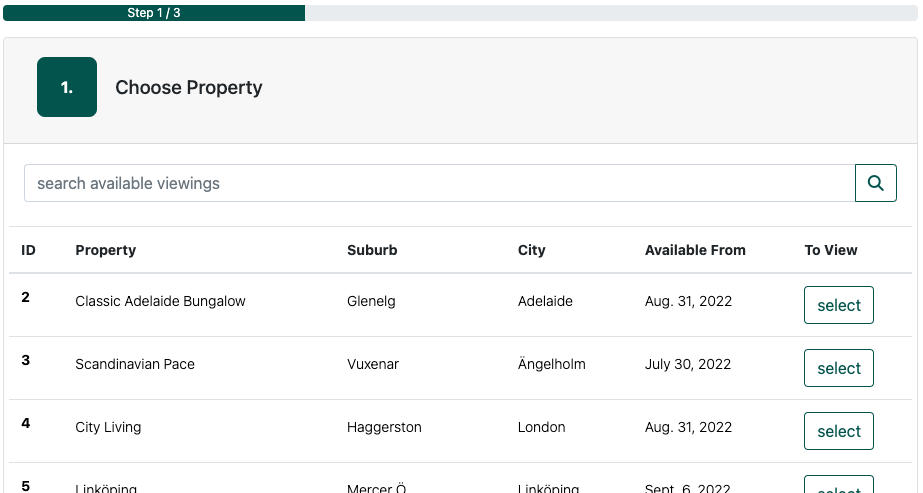 Step 1 / 3
1. Choose Property
search available viewings
ID Property Suburb City Available From To View
2 Classic Adelaide Bungalow Glenelg Adelaide Aug. 31, 2022 select
3 Scandinavian Pace Vuxenar Ängelholm July 30, 2022 select
4 City Living Haggerston London Aug. 31, 2022 select
5 Linköping Mercer Ö Linköping Sept. 6, 2022 select